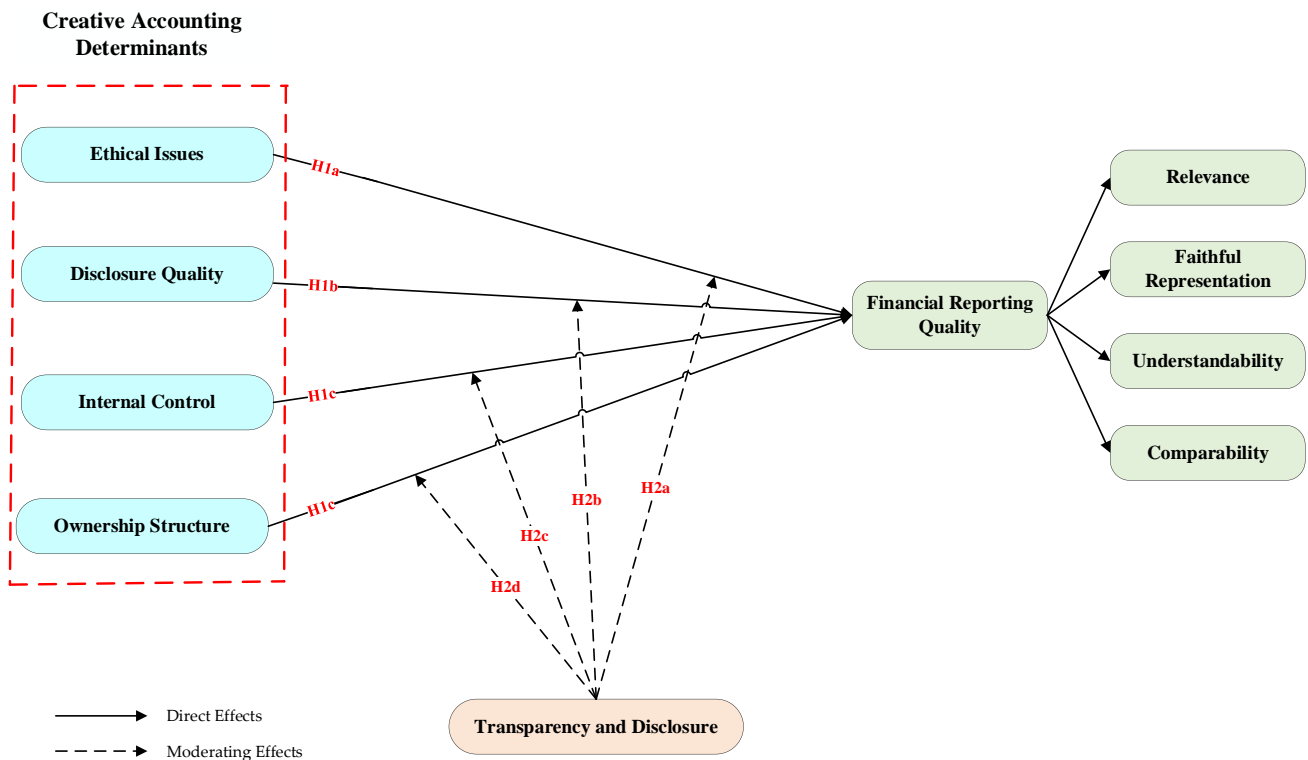 Creative Accounting
Determinants
Ethical Issues
H1a
Disclosure Quality
H1b
Internal Control
H1c
Ownership Structure
H1c
Financial Reporting
Quality
Relevance
Faithful
Representation
Understandability
Comparability
H2a
H2b
H2c
H2d
Transparency and Disclosure
Direct Effects
Moderating Effects